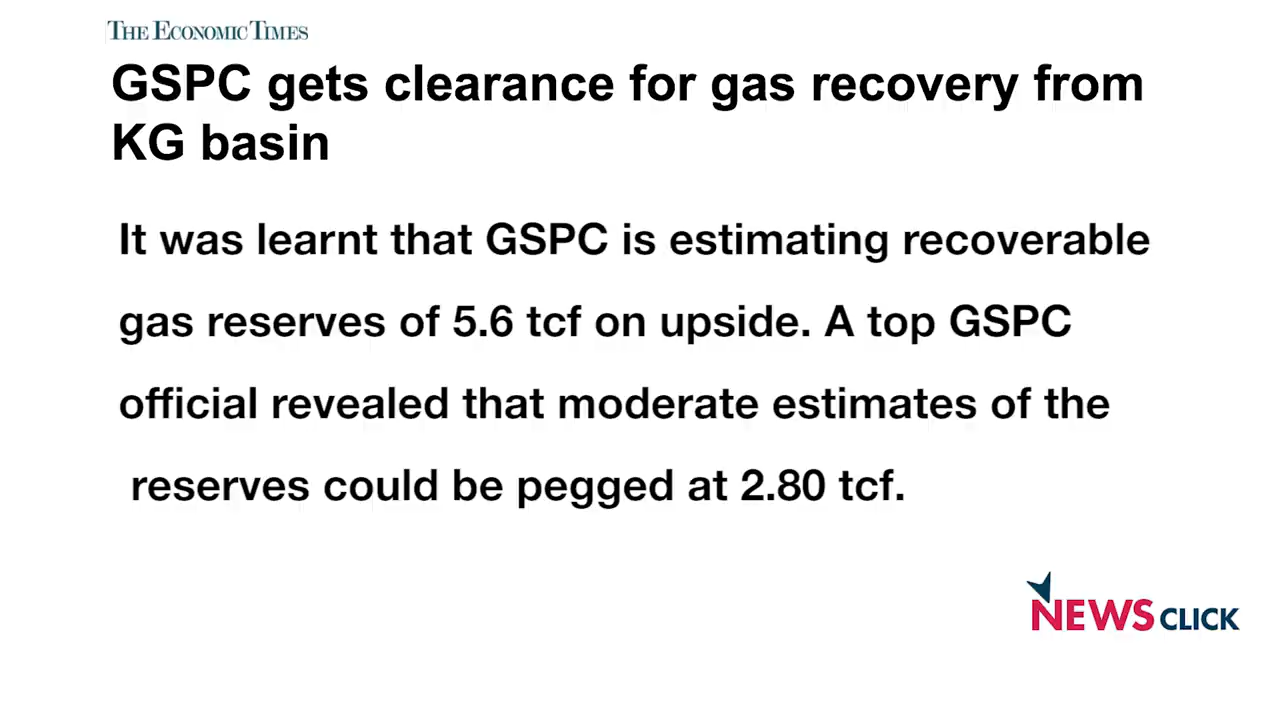 THE ECONOMIC TIMES
GSPC gets clearance for gas recovery from
KG basin
It was learnt that GSPC is estimating recoverable
gas reserves of 5.6 tcf on upside. A top GSPC
official revealed that moderate estimates of the
reserves could be pegged at 2.80 tcf.
NEWSCLICK